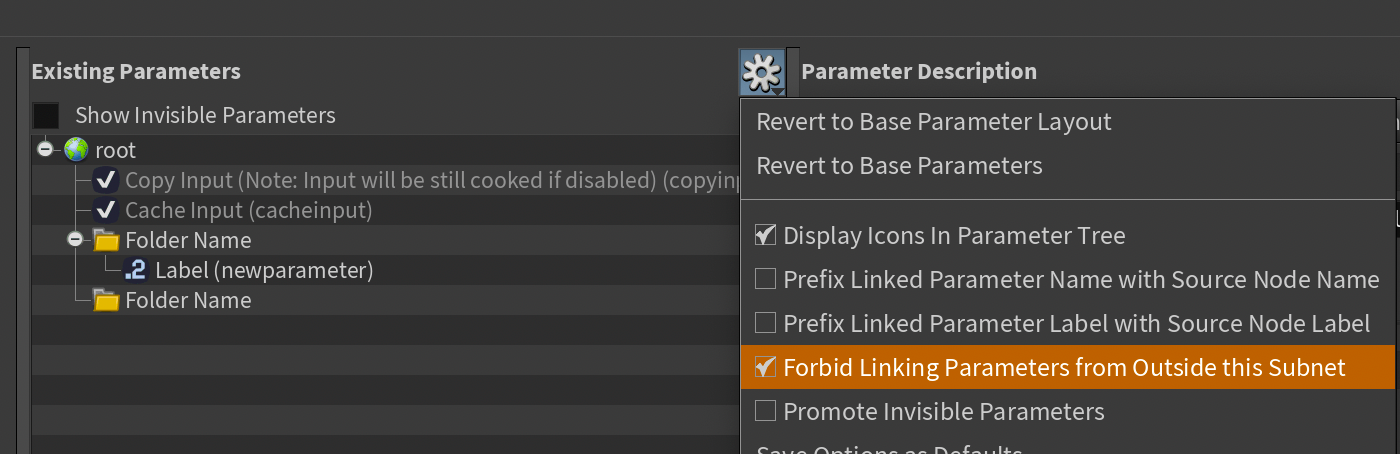 Existing Parameters
Show Invisible Parameters
root
Copy Input (Note: Input will be still cooked if disabled)
Cache Input (cacheinput)
Folder Name
.2 Label (newparameter)
Folder Name
Parameter Description
Revert to Base Parameter Layout
Revert to Base Parameters
Display Icons In Parameter Tree
Prefix Linked Parameter Name with Source Node Name
Prefix Linked Parameter Label with Source Node Label
Forbid Linking Parameters from Outside this Subnet
Promote Invisible Parameters
Save Options as Defaults